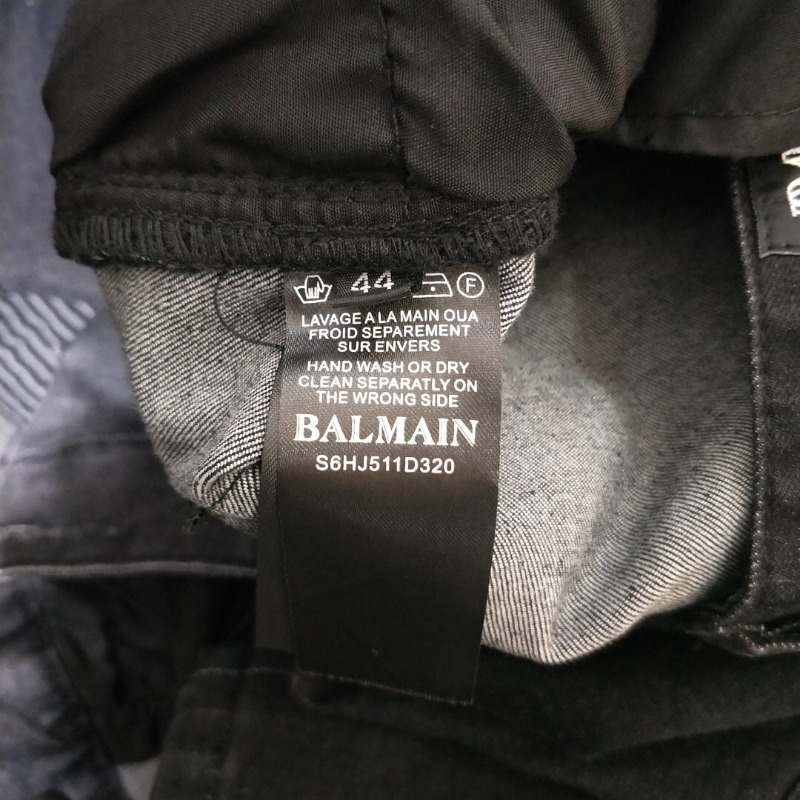 44 F
LAVAGE A LA MAIN OUA
FROID SEPAREMENT
SUR ENVERS
HAND WASH OR DRY
CLEAN SEPARATLY ON
THE WRONG SIDE
BALMAIN
S6HJ511D320